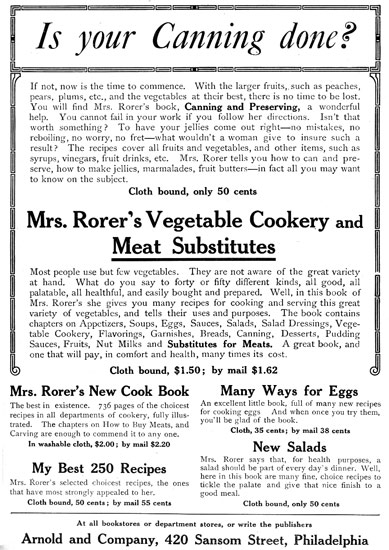 Is your Canning done?
If not, now is the time to commence. With the larger fruits, such as peaches,
pears, plums, etc., and the vegetables at their best, there is no time to be lost.
You will find Mrs. Rorer's book, Canning and Preserving, a wonderful
help. You cannot fail in your work if you follow her directions. Isn't that
worth something? To have your jellies come out right—no mistakes, no
reboiling, no worry, no fret—what wouldn't a woman give to insure such a
result? The recipes cover all fruits and vegetables, and other items, such as
syrups, vinegars, fruit drinks, etc. Mrs. Rorer tells you how to can and pre-
serve, how to make jellies, marmalades, fruit butters—in fact all you may want
to know on the subject.
Cloth bound, only 50 cents
Mrs. Rorer's Vegetable Cookery and
Meat Substitutes
Most people use but few vegetables. They are not aware of the great variety
at hand. What do you say to forty or fifty different kinds, all good, all
palatable, all healthful, and easily bought and prepared. Well, in this book of
Mrs. Rorer's she gives you many recipes for cooking and serving this great
variety of vegetables, and tells their uses and purposes. The book contains
chapters on Appetizers, Soups, Eggs, Sauces, Salads, Salad Dressings, Vege-
table Cookery, Flavorings, Garnishes, Breads, Canning, Desserts, Pudding
Sauces, Fruits, Nut Milks and Substitutes for Meats. A great book, and
one that will pay, in comfort and health, many times its cost.
Cloth bound, $1.50; by mail $1.62
Mrs. Rorer's New Cook Book
The best in existence. 736 pages of the choicest
recipes in all departments of cookery, fully illus-
trated. The chapters on How to Buy Meats, and
Carving are enough to commend it to any one.
In washable cloth, $2.00; by mail $2.20
My Best 250 Recipes
Mrs. Rorer's selected choicest recipes, the ones
that have most strongly appealed to her.
Cloth bound, 50 cents; by mail 55 cents
Many Ways for Eggs
An excellent little book, full of many new recipes
for cooking eggs And when once you try them,
you'll be glad of the book.
Cloth, 35 cents; by mail 38 cents
New Salads
Mrs. Rorer says that, for health purposes, a
salad should be part of every day's dinner. Well,
here in this book are many fine, choice recipes to
tickle the palate and give that nice finish to a
good meal.
Cloth bound, only 50 cents
At all bookstores or department stores, or write the publishers
Arnold and Company, 420 Sansom Street, Philadelphia